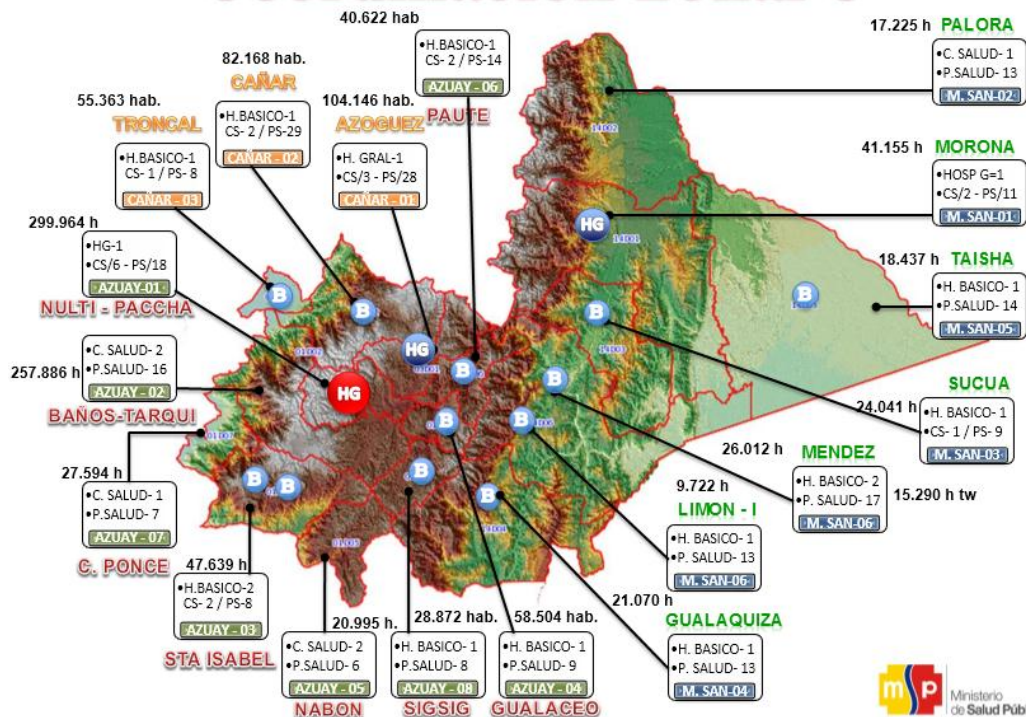 40.622 hab
H.BASICO-1
CS- 2 / PS-14
AZUAY - 06
PAUTE
82.168 hab.
CAÑAR
H.BASICO-1
CS- 2 / PS-29
CAÑAR - 02
104.146 hab.
AZOGUEZ
H. GRAL-1
CS/3 - PS/28
CAÑAR - 01
55.363 hab.
TRONCAL
H.BASICO-1
CS- 1 / PS- 8
CAÑAR - 03
299.964 h
HG-1
CS/6 - PS/18
AZUAY-01
NULTI - PACCHA
C. SALUD- 2
P.SALUD- 16
257.886 h
AZUAY - 02
BAÑOS-TARQUI
27.594 h
C. SALUD- 1
P.SALUD- 7
AZUAY - 07
C. PONCE
47.639 h
H.BASICO-2
CS- 2 / PS-8
AZUAY - 03
STA ISABEL
20.995 h.
C. SALUD- 2
P.SALUD- 6
AZUAY - 05
NABON
28.872 hab.
H. BASICO- 1
P.SALUD- 8
AZUAY - 08
SIGSIG
58.504 hab.
H. BASICO- 1
P.SALUD- 9
AZUAY - 04
GUALACEO
17.225 h
PALORA
C. SALUD- 1
P.SALUD- 13
M. SAN-02
41.155 h
MORONA
HOSP G=1
CS/2 - PS/11
M. SAN-01
18.437 h
TAISHA
H. BASICO- 1
P.SALUD- 14
M. SAN-05
SUCUA
24.041 h
H. BASICO- 1
CS- 1 / PS- 9
M. SAN-03
26.012 h
MENDEZ
H. BASICO- 2
P. SALUD- 17
M. SAN-06
15.290 h tw
9.722 h
LIMON - I
H. BASICO- 1
P. SALUD- 13
M. SAN-06
21.070 h
GUALAQUIZA
H. BASICO- 1
P. SALUD- 13
M. SAN-04
14D02
HG
14D01
B
B
B
14D03
01D02
HG
03D01
B
B
HG
B
B
B
01D07
B
B
B
B
14D04
01D05
msp
Ministerio
de Salud Púb